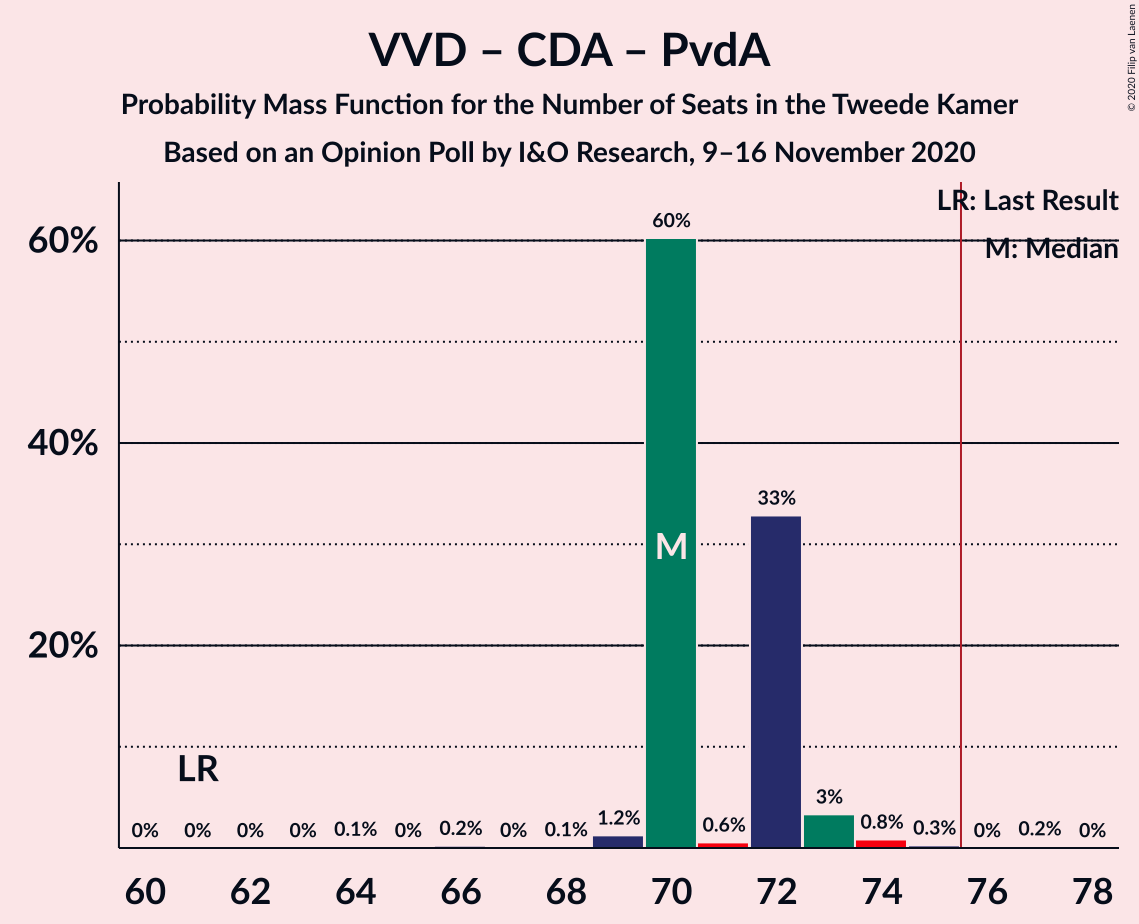 VVD – CDA – PvdA
Probability Mass Function for the Number of Seats in the Tweede Kamer
Based on an Opinion Poll by I&O Research, 9–16 November 2020
© 2020 Filip van Laenen
LR: Last Result
M: Median
60%
40%
20%
LR
M
0% 0% 0% 0% 0.1% 0% 0.2% 0% 0.1% 1.2% 60% 0.6% 33% 3% 0.8% 0.3% 0% 0.2% 0%
60 62 64 66 68 70 72 74 76 78